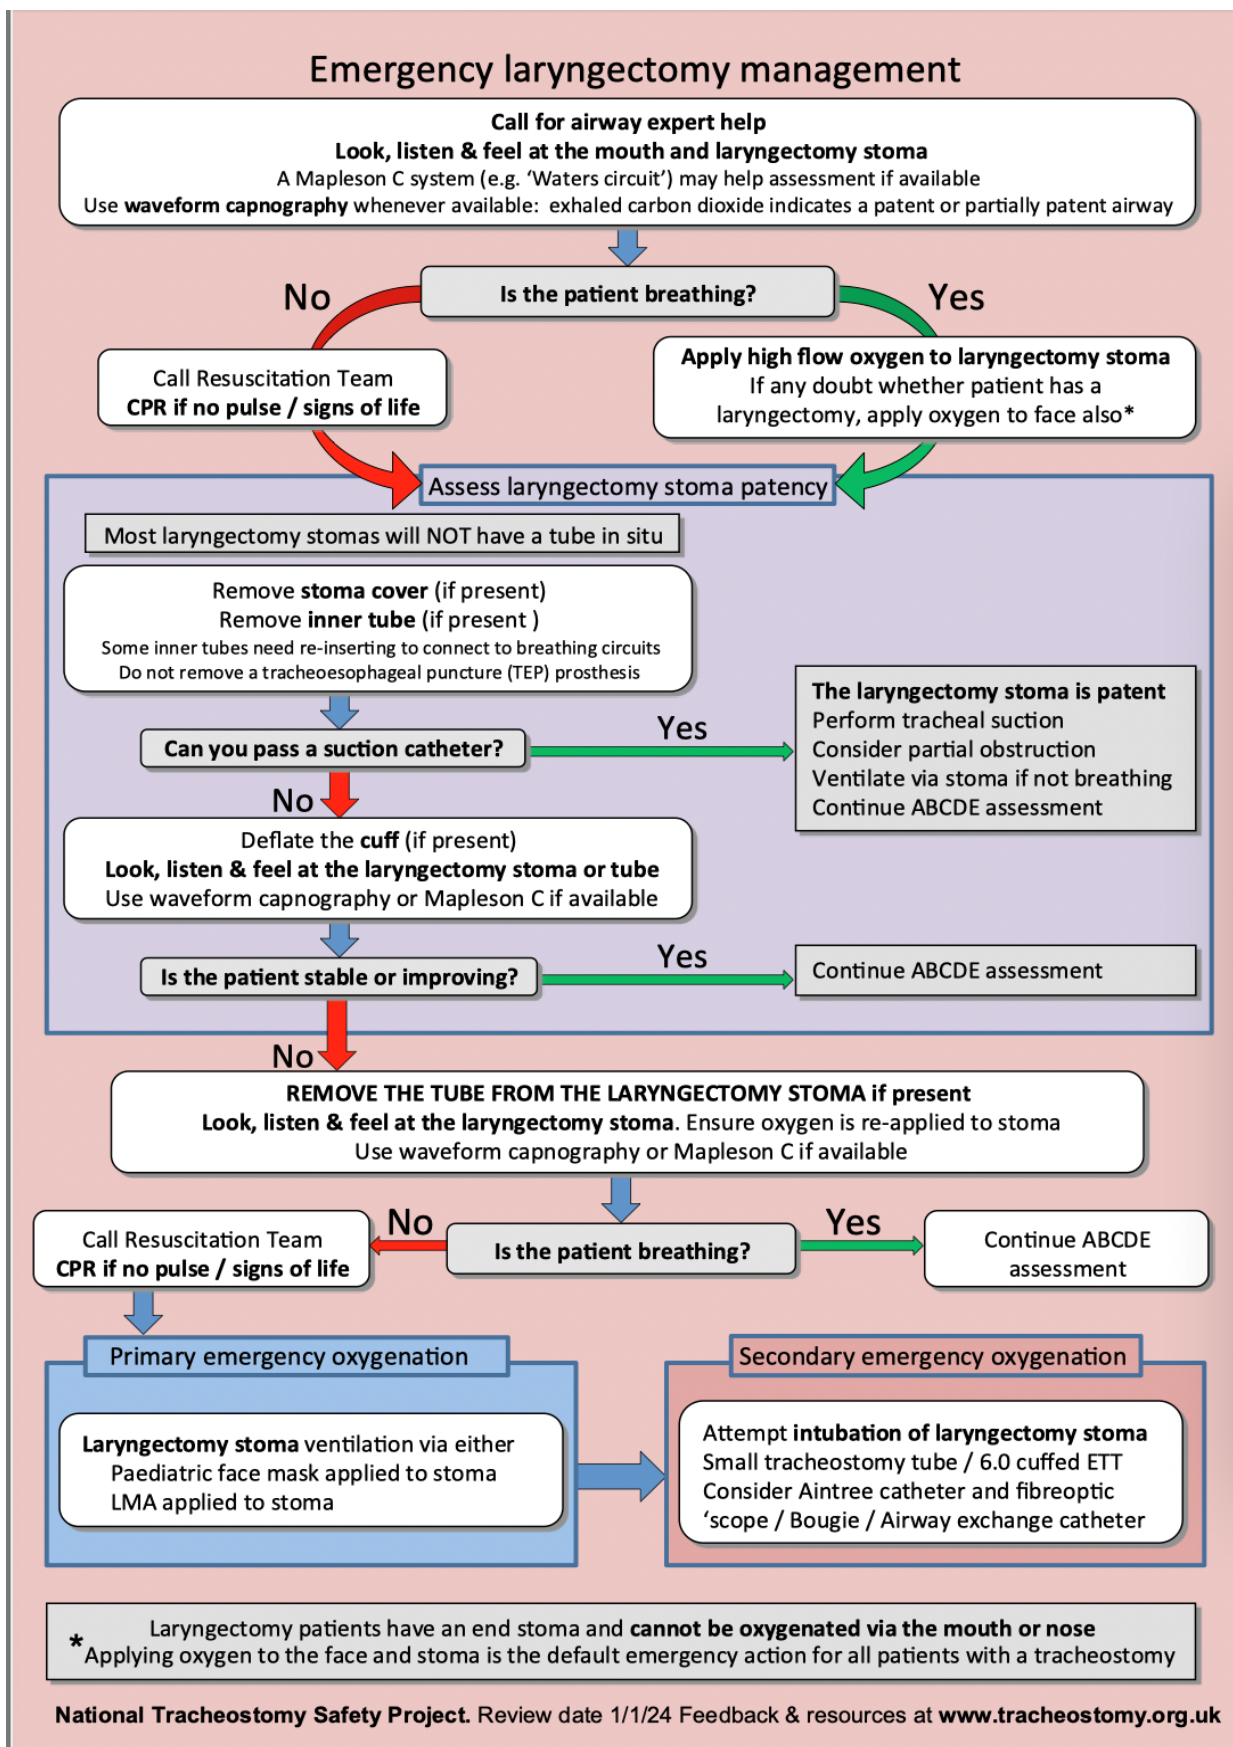 Emergency laryngectomy management
Call for airway expert help
Look, listen & feel at the mouth and laryngectomy stoma
A Mapleson C system (e.g. ‘Waters circuit’) may help assessment if available
Use waveform capnography whenever available: exhaled carbon dioxide indicates a patent or partially patent airway
Is the patient breathing?
No
Yes
Call Resuscitation Team
CPR if no pulse / signs of life
Apply high flow oxygen to laryngectomy stoma
If any doubt whether patient has a
laryngectomy, apply oxygen to face also*
Assess laryngectomy stoma patency
Most laryngectomy stomas will NOT have a tube in situ
Remove stoma cover (if present)
Remove inner tube (if present )
Some inner tubes need re-inserting to connect to breathing circuits
Do not remove a tracheoesophageal puncture (TEP) prosthesis
Can you pass a suction catheter?
Yes
The laryngectomy stoma is patent
Perform tracheal suction
Consider partial obstruction
Ventilate via stoma if not breathing
Continue ABCDE assessment
No
Deflate the cuff (if present)
Look, listen & feel at the laryngectomy stoma or tube
Use waveform capnography or Mapleson C if available
Is the patient stable or improving?
Yes
Continue ABCDE assessment
No
REMOVE THE TUBE FROM THE LARYNGECTOMY STOMA if present
Look, listen & feel at the laryngectomy stoma. Ensure oxygen is re-applied to stoma
Use waveform capnography or Mapleson C if available
Is the patient breathing?
No
Yes
Call Resuscitation Team
CPR if no pulse / signs of life
Continue ABCDE
assessment
Primary emergency oxygenation
Laryngectomy stoma ventilation via either
Paediatric face mask applied to stoma
LMA applied to stoma
Secondary emergency oxygenation
Attempt intubation of laryngectomy stoma
Small tracheostomy tube / 6.0 cuffed ETT
Consider Aintree catheter and fibreoptic
‘scope / Bougie / Airway exchange catheter
Laryngectomy patients have an end stoma and cannot be oxygenated via the mouth or nose
*Applying oxygen to the face and stoma is the default emergency action for all patients with a tracheostomy
National Tracheostomy Safety Project. Review date 1/1/24 Feedback & resources at www.tracheostomy.org.uk